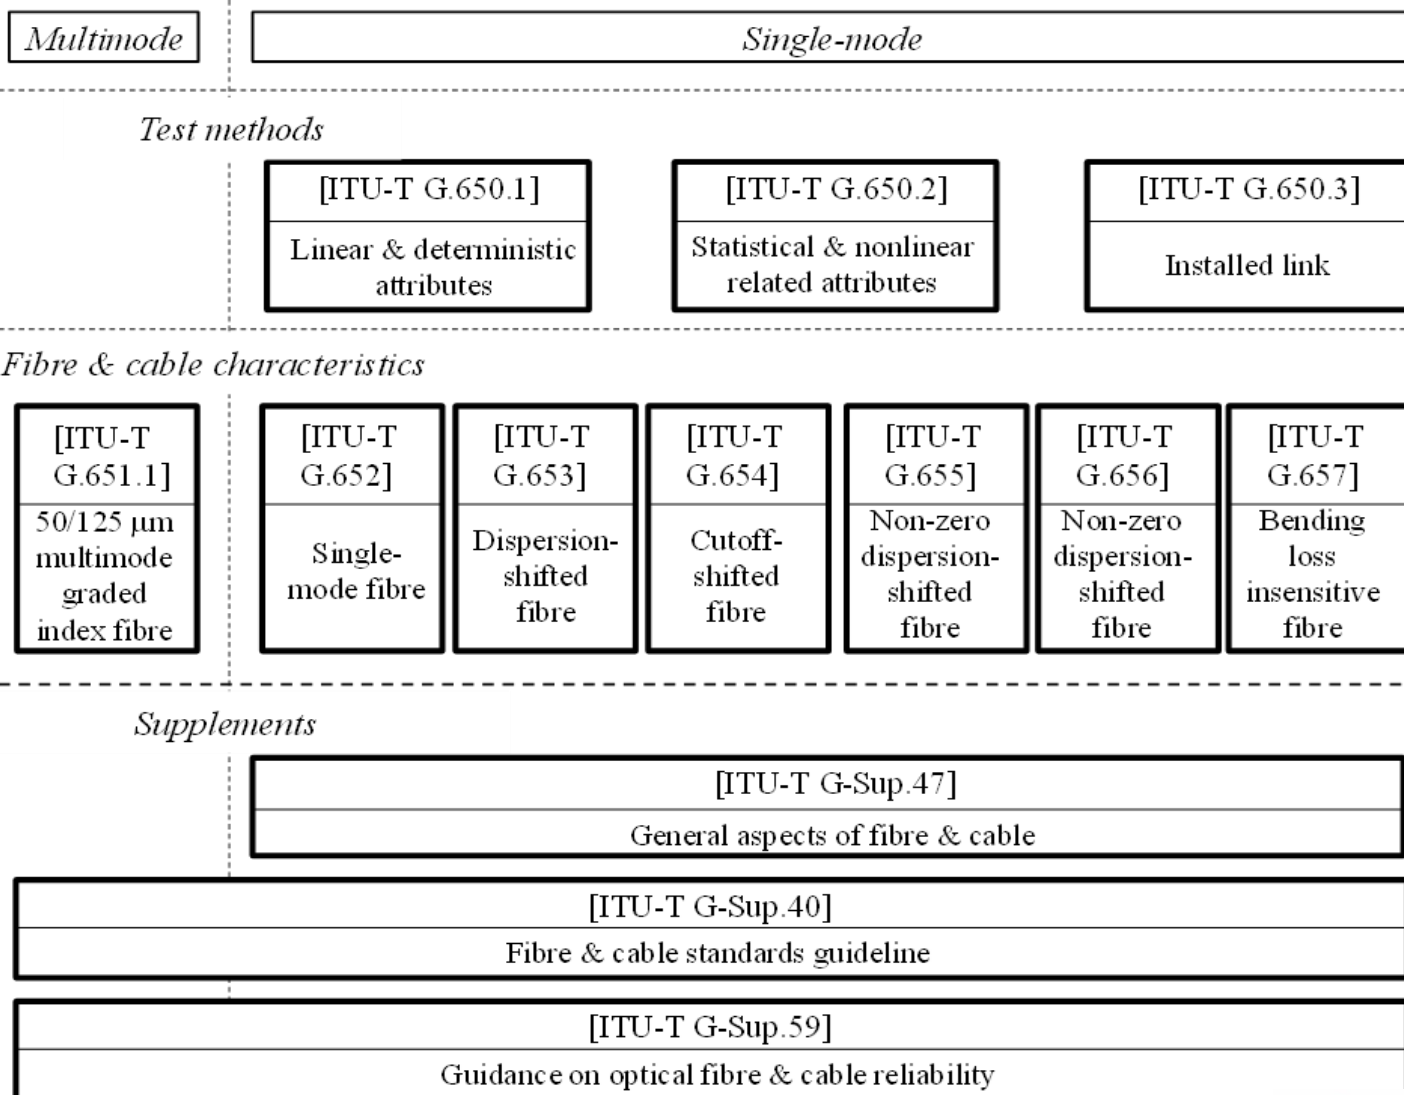 Multimode
Single-mode
Test methods
[ITU-T G.650.1]
Linear & deterministic
attributes
[ITU-T G.650.2]
Statistical & nonlinear
related attributes
[ITU-T G.650.3]
Installed link
Fibre & cable characteristics
[ITU-T
G.651.1]
50/125 μm
multimode
graded
index fibre
[ITU-T
G.652]
Single-
mode fibre
[ITU-T
G.653]
Dispersion-
shifted
fibre
[ITU-T
G.654]
Cutoff-
shifted
fibre
[ITU-T
G.655]
Non-zero
dispersion-
shifted
fibre
[ITU-T
G.656]
Non-zero
dispersion-
shifted
fibre
[ITU-T
G.657]
Bending
loss
insensitive
fibre
Supplements
[ITU-T G-Sup.47]
General aspects of fibre & cable
[ITU-T G-Sup.40]
Fibre & cable standards guideline
[ITU-T G-Sup.59]
Guidance on optical fibre & cable reliability